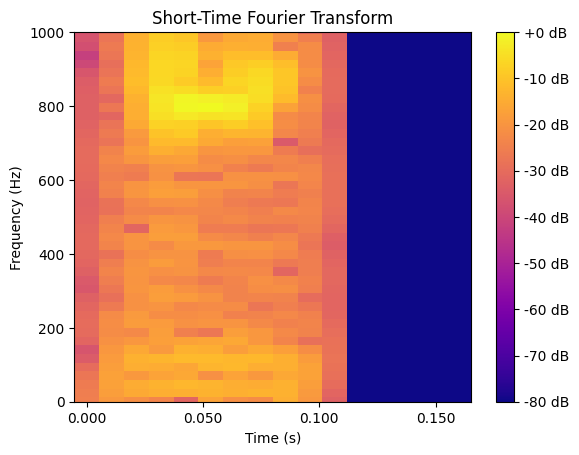 Short-Time Fourier Transform
Frequency (Hz)
1000
800
600
400
200
0
0.000
0.050
0.100
0.150
Time (s)
+0 dB
-10 dB
-20 dB
-30 dB
-40 dB
-50 dB
-60 dB
-70 dB
-80 dB